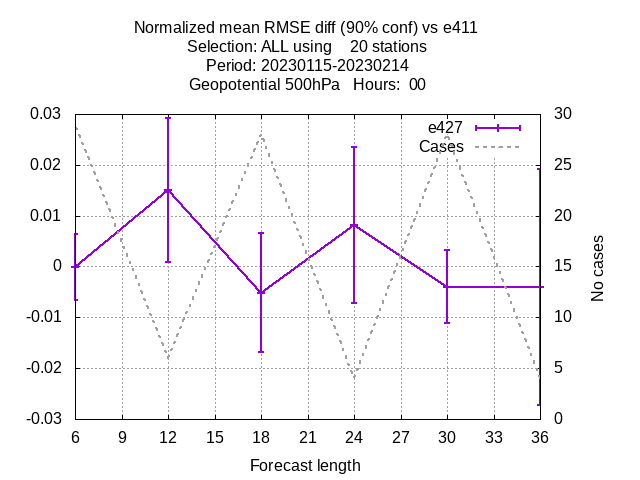 Normalized mean RMSE diff (90% conf) vs e411
Selection: ALL using    20 stations
Period: 20230115-20230214
Geopotential 500hPa   Hours:  00
e427
Cases
0.03
0.02
0.01
0
-0.01
-0.02
-0.03
30
25
20
15
10
5
0
No cases
6 9 12 15 18 21 24 27 30 33 36
Forecast length